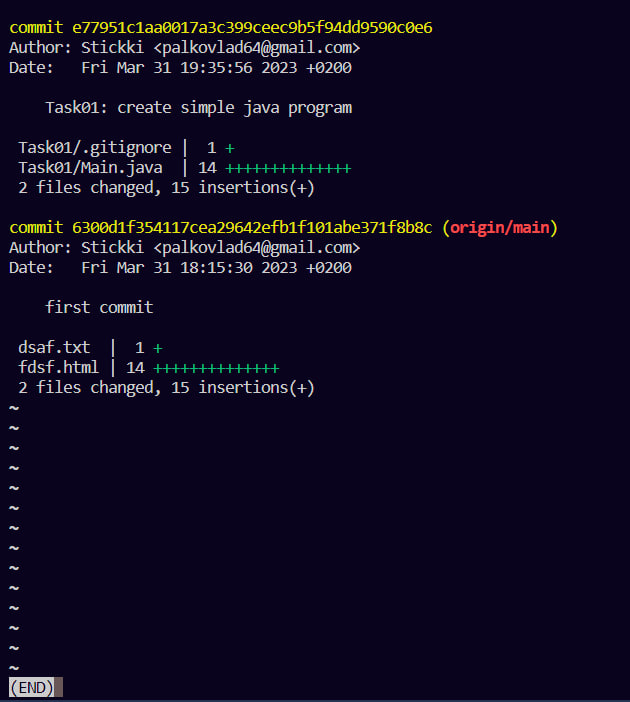 commit e77951c1aa0017a3c399ceec9b5f94dd9590c0e6
Author: Stickki <palkovlad64@gmail.com>
Date:   Fri Mar 31 19:35:56 2023 +0200
    Task01: create simple java program
 Task01/.gitignore |  1 +
 Task01/Main.java  | 14 ++++++++++++++
 2 files changed, 15 insertions(+)
commit 6300d1f354117cea29642efb1f101abe371f8b8c (origin/main)
Author: Stickki <palkovlad64@gmail.com>
Date:   Fri Mar 31 18:15:30 2023 +0200
    first commit
 dsaf.txt  |  1 +
 fdsf.html | 14 ++++++++++++++
 2 files changed, 15 insertions(+)
~
~
~
~
~
~
~
~
~
~
~
~
~
~
(END)